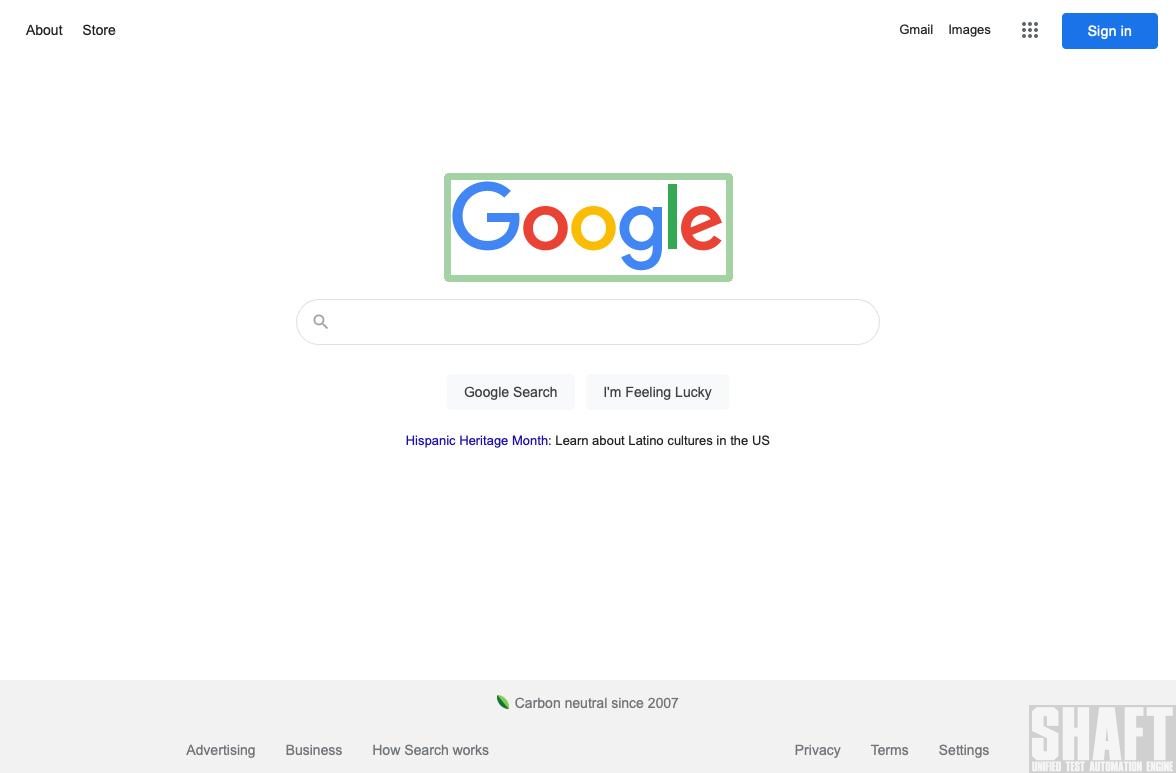 About Store Gmail Images Sign in
Google
Google Search I'm Feeling Lucky
Hispanic Heritage Month: Learn about Latino cultures in the US
Carbon neutral since 2007
Advertising Business How Search works Privacy Terms Settings
SHAFT
UNIFIED TEST AUTOMATION ENGINE